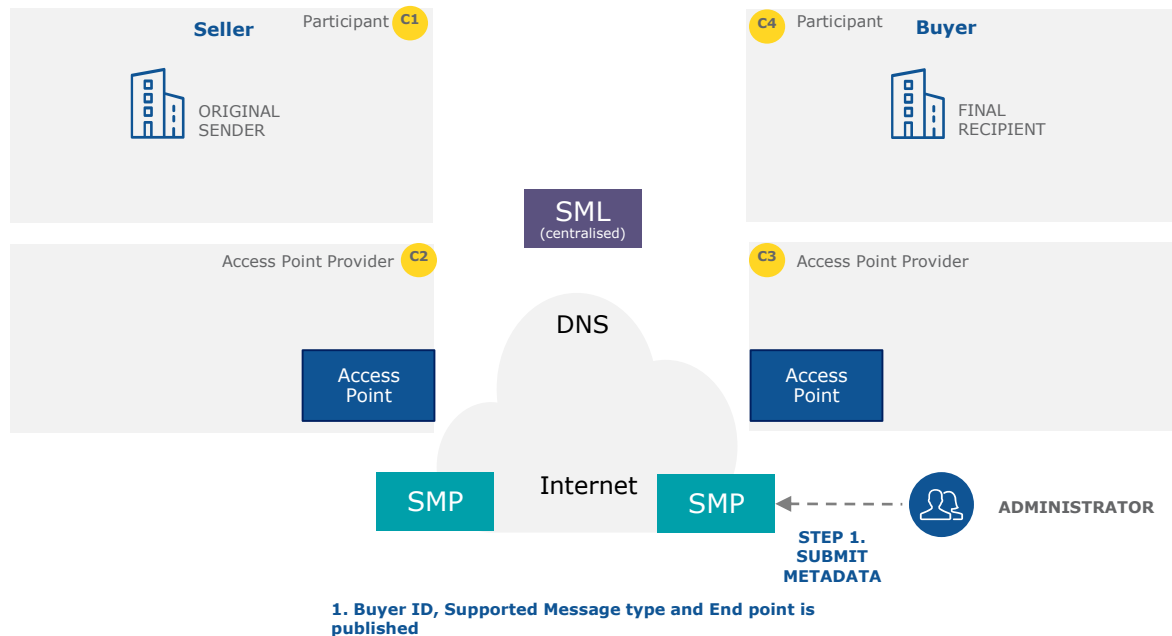 Seller
Participant
C1
C4
Participant
Buyer
ORIGINAL
SENDER
FINAL
RECIPIENT
SML
(centralised)
Access Point Provider
C2
C3
Access Point Provider
DNS
Access
Point
Access
Point
SMP
Internet
SMP
ADMINISTRATOR
STEP 1.
SUBMIT
METADATA
1. Buyer ID, Supported Message type and End point is
published